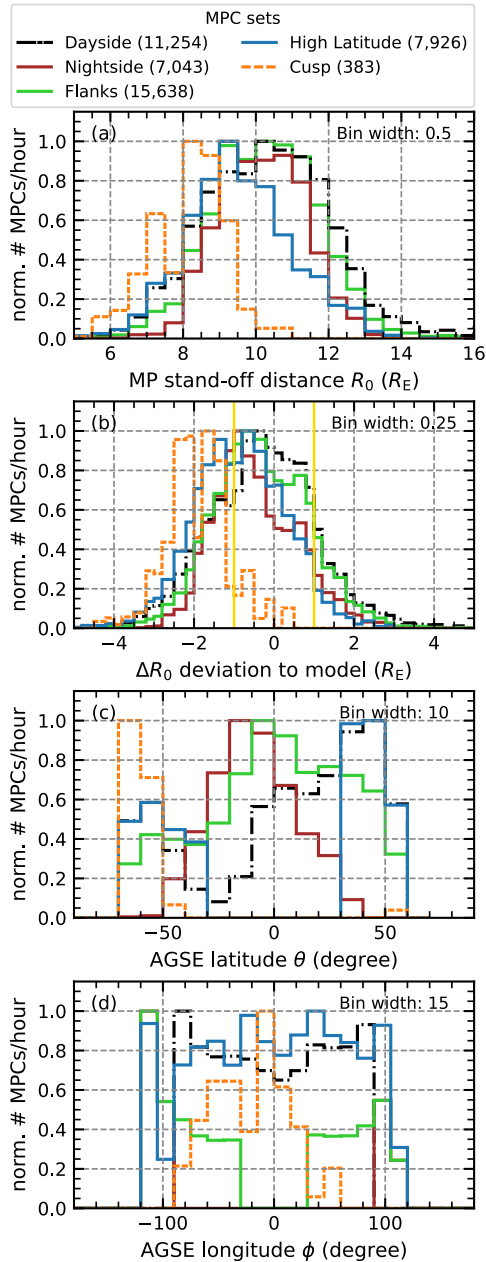 MPC sets
Dayside (11,254)
High Latitude (7,926)
Nightside (7,043)
Cusp (383)
Flanks (15,638)
(a)
Bin width: 0.5
1.0
0.8
0.6
0.4
0.2
0.0
norm. # MPCs/hour
6 8 10 12 14 16
MP stand-off distance R₀ (R_E)
(b)
Bin width: 0.25
1.0
0.8
0.6
0.4
0.2
0.0
norm. # MPCs/hour
−4 −2 0 2 4
ΔR₀ deviation to model (R_E)
(c)
Bin width: 10
1.0
0.8
0.6
0.4
0.2
0.0
norm. # MPCs/hour
−50 0 50
AGSE latitude θ (degree)
(d)
Bin width: 15
1.0
0.8
0.6
0.4
0.2
0.0
norm. # MPCs/hour
−100 0 100
AGSE longitude ϕ (degree)